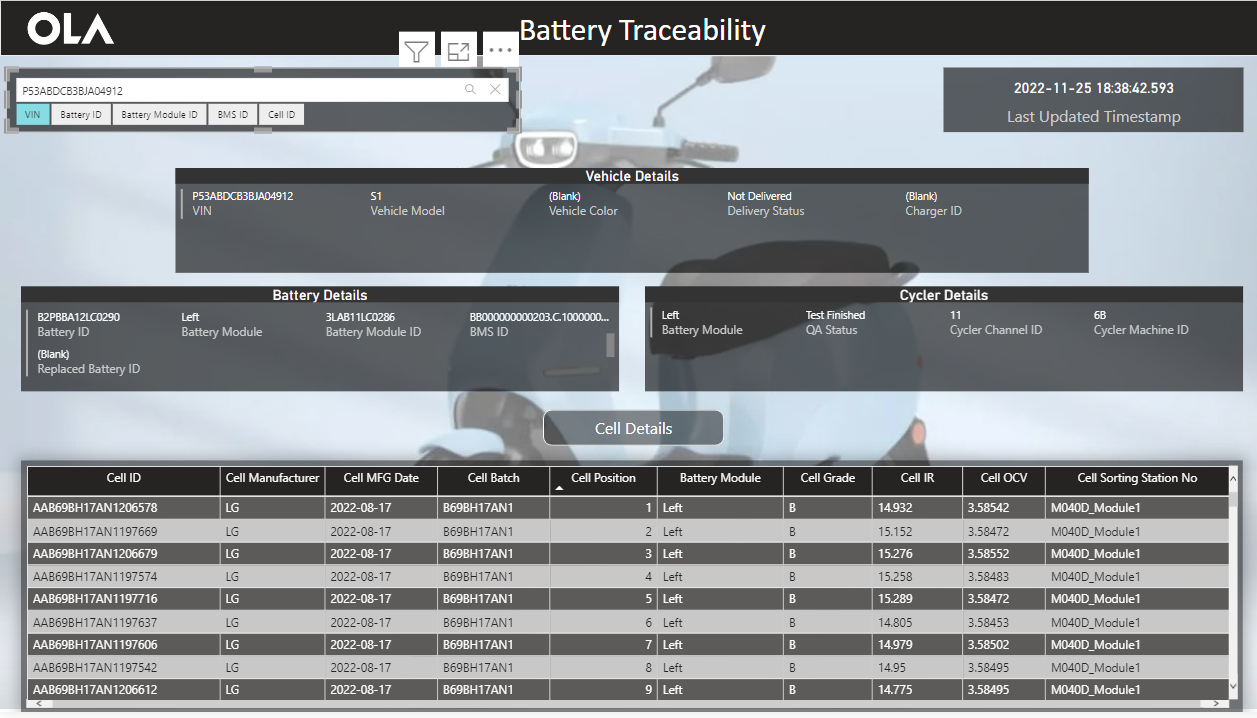 OLA
Battery Traceability
P53ABDCB3BJA04912
VIN Battery ID Battery Module ID BMS ID Cell ID
2022-11-25 18:38:42.593
Last Updated Timestamp
Vehicle Details
P53ABDCB3BJA04912 S1 (Blank) Not Delivered (Blank)
VIN Vehicle Model Vehicle Color Delivery Status Charger ID
Battery Details
B2PBBA12LC0290 Left 3LAB11LC0286 BB000000000203.C.1000000...
Battery ID Battery Module Battery Module ID BMS ID
(Blank)
Replaced Battery ID
Cycler Details
Left Test Finished 11 6B
Battery Module QA Status Cycler Channel ID Cycler Machine ID
Cell Details
Cell ID Cell Manufacturer Cell MFG Date Cell Batch Cell Position Battery Module Cell Grade Cell IR Cell OCV Cell Sorting Station No
AAB69BH17AN1206578 LG 2022-08-17 B69BH17AN1 1 Left B 14.932 3.58542 M040D_Module1
AAB69BH17AN1197669 LG 2022-08-17 B69BH17AN1 2 Left B 15.152 3.58472 M040D_Module1
AAB69BH17AN1206679 LG 2022-08-17 B69BH17AN1 3 Left B 15.276 3.58552 M040D_Module1
AAB69BH17AN1197574 LG 2022-08-17 B69BH17AN1 4 Left B 15.258 3.58483 M040D_Module1
AAB69BH17AN1197716 LG 2022-08-17 B69BH17AN1 5 Left B 15.289 3.58472 M040D_Module1
AAB69BH17AN1197637 LG 2022-08-17 B69BH17AN1 6 Left B 14.805 3.58453 M040D_Module1
AAB69BH17AN1197606 LG 2022-08-17 B69BH17AN1 7 Left B 14.979 3.58502 M040D_Module1
AAB69BH17AN1197542 LG 2022-08-17 B69BH17AN1 8 Left B 14.95 3.58495 M040D_Module1
AAB69BH17AN1206612 LG 2022-08-17 B69BH17AN1 9 Left B 14.775 3.58495 M040D_Module1